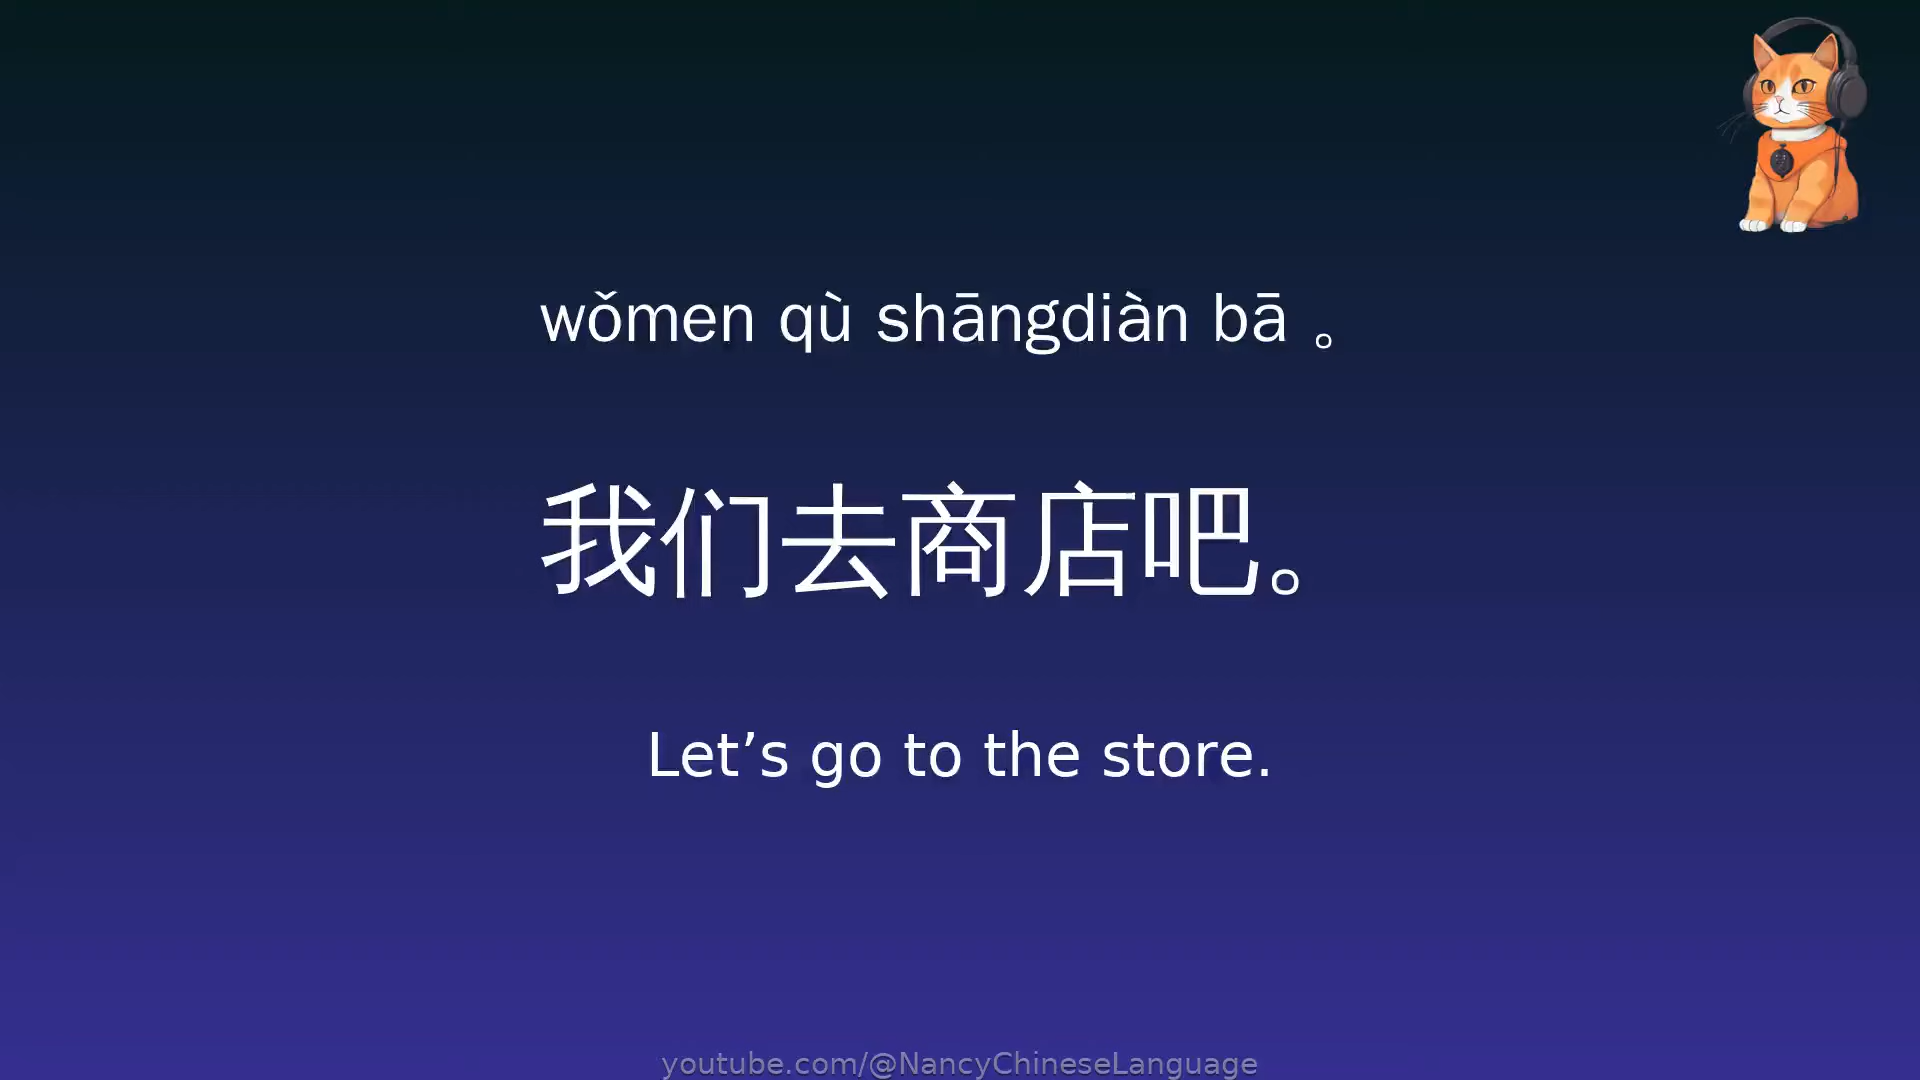 wǒmen qù shāngdiàn bā 。
我们去商店吧。
Let’s go to the store.
youtube.com/@NancyChineseLanguage